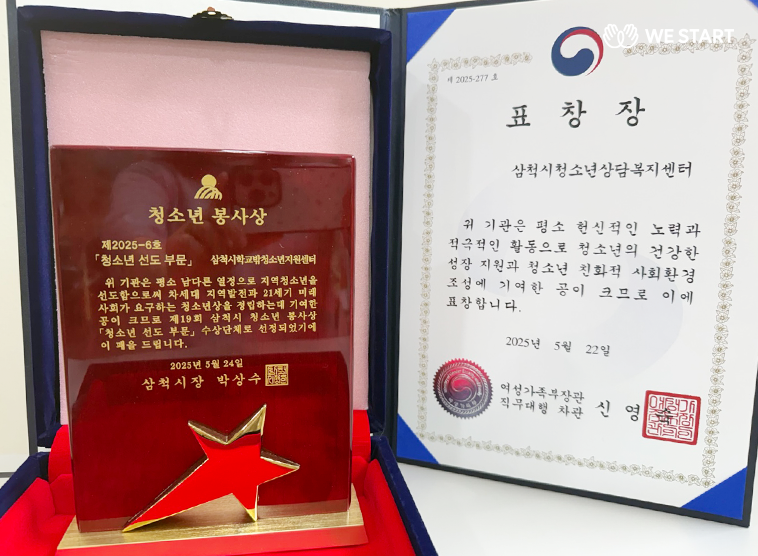 청소년 봉사상
제2025-6호
「청소년 선도 부문」 삼척시학교밖청소년지원센터
위 기관은 평소 남다른 열정으로 지역청소년을
선도함으로써 차세대 지역발전과 21세기 미래
사회가 요구하는 청소년상을 정립하는데 기여한
공이 크므로 제19회 삼척시 청소년 봉사상
「청소년 선도 부문」 수상단체로 선정되었기에
이 패를 드립니다.
2025년 5월 24일
삼척시장 박상수
WE START
제 2025-277 호
표창장
삼척시청소년상담복지센터
위 기관은 평소 헌신적인 노력과
적극적인 활동으로 청소년의 건강한
성장 지원과 청소년 친화적 사회환경
조성에 기여한 공이 크므로 이에
표창합니다.
2025년 5월 22일
여성가족부장관
직무대행 차관 신영